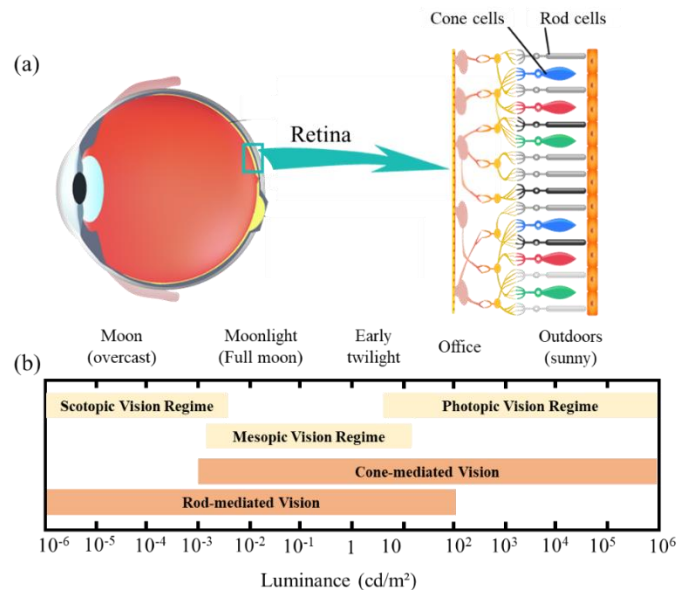 Cone cells Rod cells
(a)
Retina
Moon
(overcast)
Moonlight
(Full moon)
Early
twilight
Office
Outdoors
(sunny)
(b)
Scotopic Vision Regime
Photopic Vision Regime
Mesopic Vision Regime
Cone-mediated Vision
Rod-mediated Vision
10⁻⁶ 10⁻⁵ 10⁻⁴ 10⁻³ 10⁻² 10⁻¹ 1 10 10² 10³ 10⁴ 10⁵ 10⁶
Luminance (cd/m²)